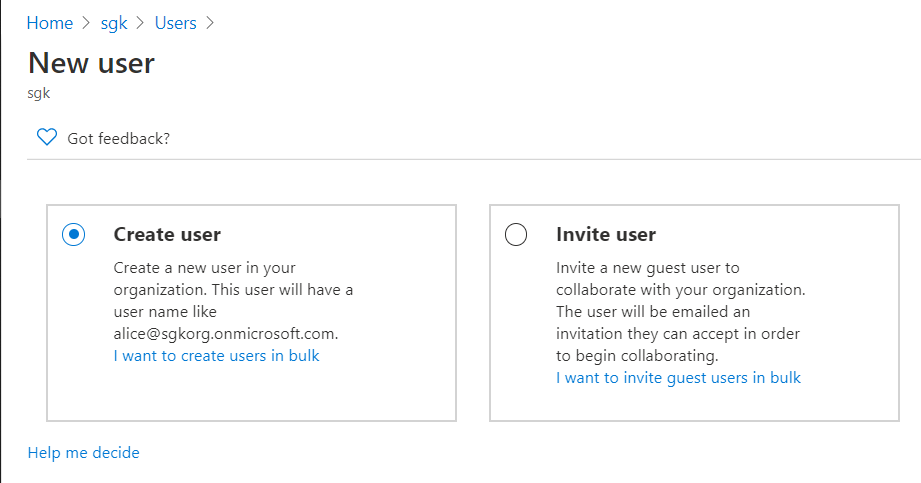 Home > sgk > Users >
New user
sgk
Got feedback?
Create user
Create a new user in your
organization. This user will have a
user name like
alice@sgkorg.onmicrosoft.com.
I want to create users in bulk
Invite user
Invite a new guest user to
collaborate with your organization.
The user will be emailed an
invitation they can accept in order
to begin collaborating.
I want to invite guest users in bulk
Help me decide